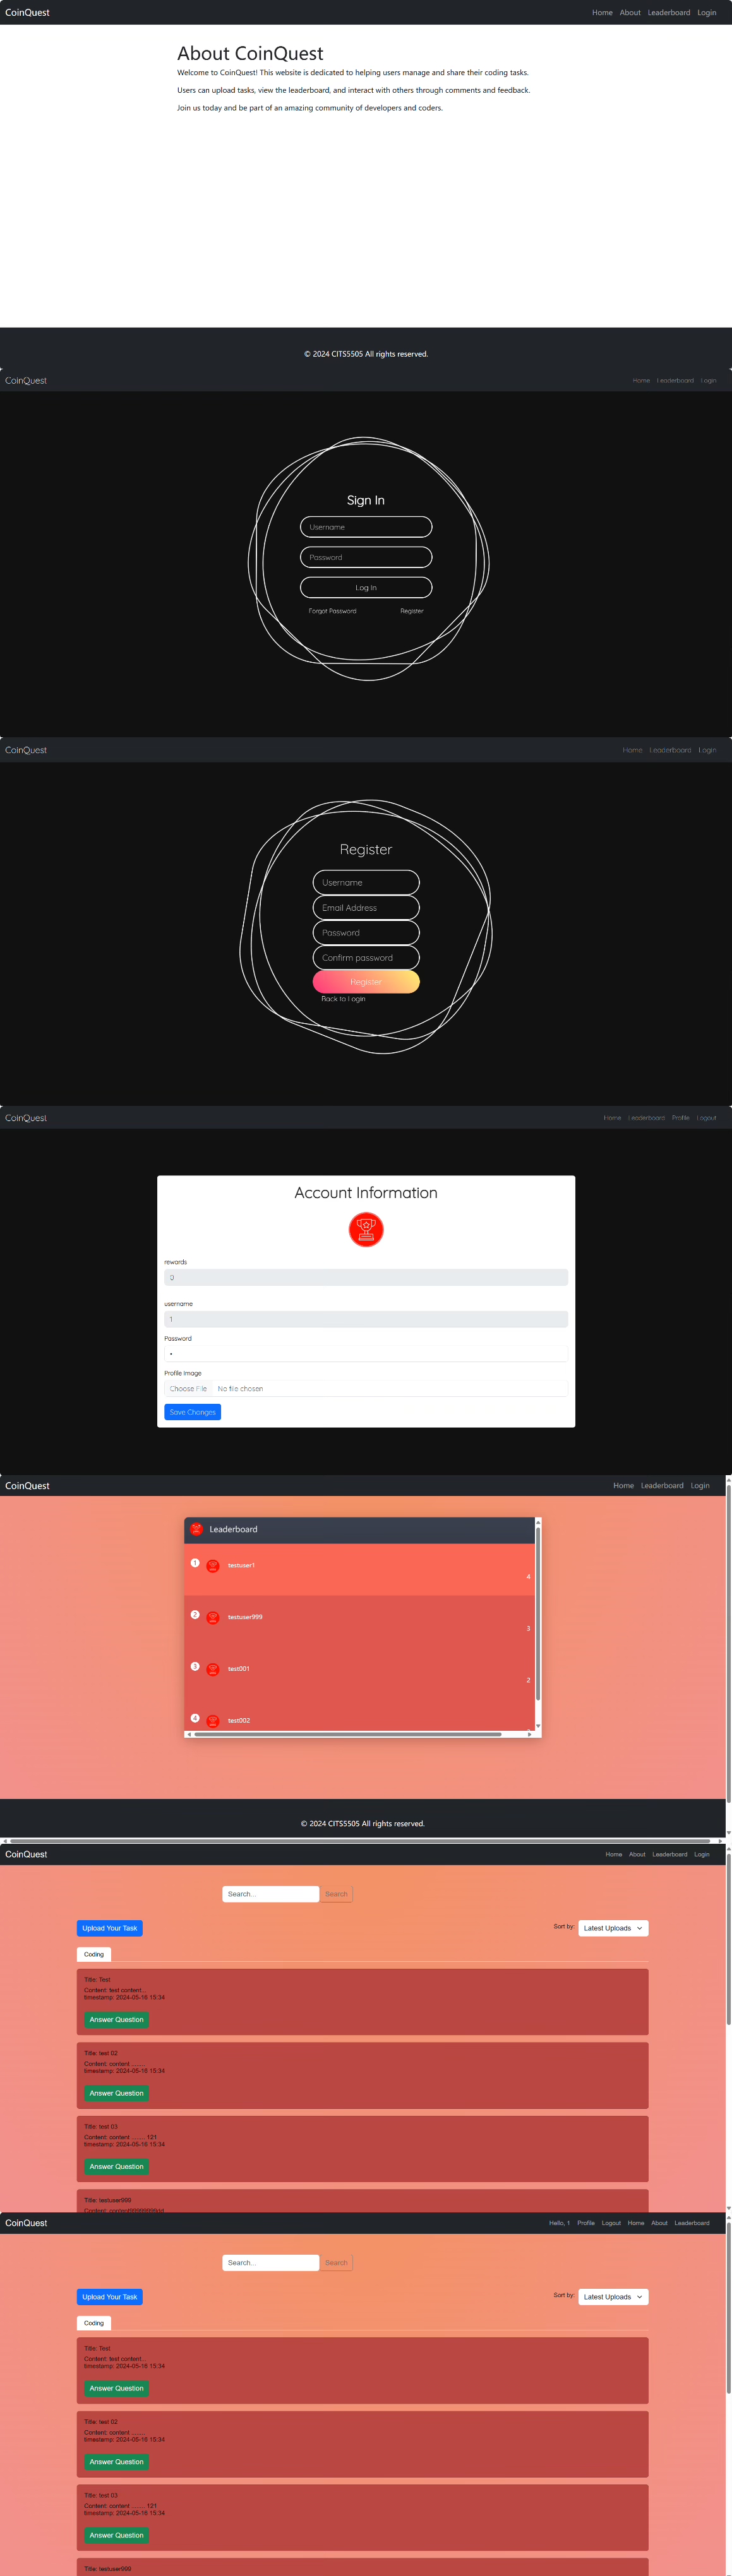 CoinQuest
Home About Leaderboard Login
About CoinQuest
Welcome to CoinQuest! This website is dedicated to helping users manage and share their coding tasks.
Users can upload tasks, view the leaderboard, and interact with others through comments and feedback.
Join us today and be part of an amazing community of developers and coders.
© 2024 CITS5505 All rights reserved.
CoinQuest
Home Leaderboard Login
Sign In
Username
Password
Log in
Forgot Password Register
CoinQuest
Home Leaderboard Login
Register
Username
Email Address
Password
Confirm password
Register
Back to Login
CoinQuest
Home Leaderboard Profile Logout
Account Information
rewards
0
username
1
Password
•
Profile Image
Choose File No file chosen
Save Changes
CoinQuest
Home Leaderboard Login
Leaderboard
1 testuser1
4
2 testuser999
3
3 test001
2
4 test002
© 2024 CITS5505 All rights reserved.
CoinQuest
Home About Leaderboard Login
Search... Search
Upload Your Task Sort by: Latest Uploads
Coding
Title: Test
Content: test content...
timestamp: 2024-05-16 15:34
Answer Question
Title: test 02
Content: content ........
timestamp: 2024-05-16 15:34
Answer Question
Title: test 03
Content: content ........ 121
timestamp: 2024-05-16 15:34
Answer Question
Title: testuser999
CoinQuest
Hello, 1 Profile Logout Home About Leaderboard
Search... Search
Upload Your Task Sort by: Latest Uploads
Coding
Title: Test
Content: test content...
timestamp: 2024-05-16 15:34
Answer Question
Title: test 02
Content: content ........
timestamp: 2024-05-16 15:34
Answer Question
Title: test 03
Content: content ........ 121
timestamp: 2024-05-16 15:34
Answer Question
Title: testuser999